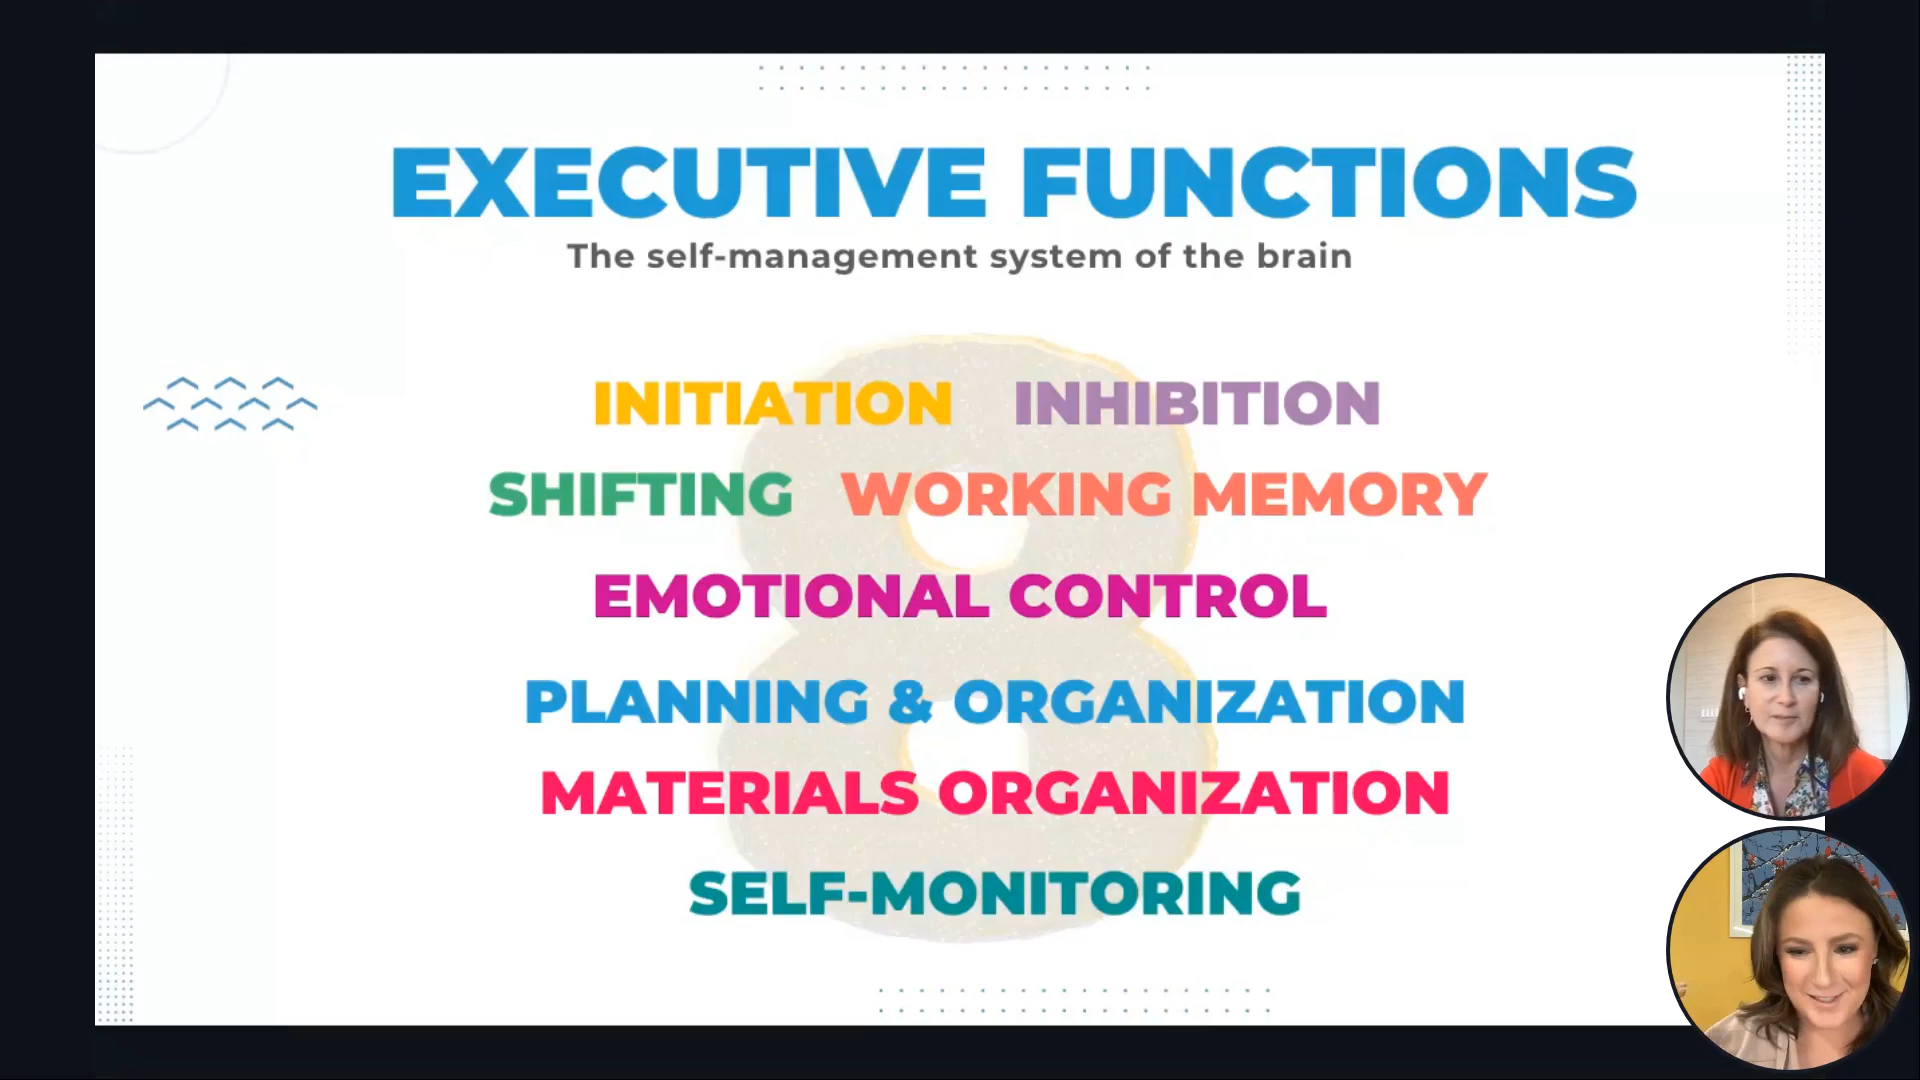 EXECUTIVE FUNCTIONS
The self-management system of the brain
INITIATION INHIBITION
SHIFTING WORKING MEMORY
EMOTIONAL CONTROL
PLANNING & ORGANIZATION
MATERIALS ORGANIZATION
SELF-MONITORING